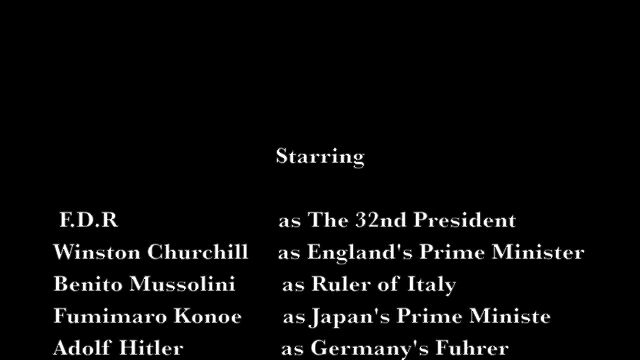 Starring
F.D.R as The 32nd President
Winston Churchill as England's Prime Minister
Benito Mussolini as Ruler of Italy
Fumimaro Konoe as Japan's Prime Ministe
Adolf Hitler as Germany's Fuhrer